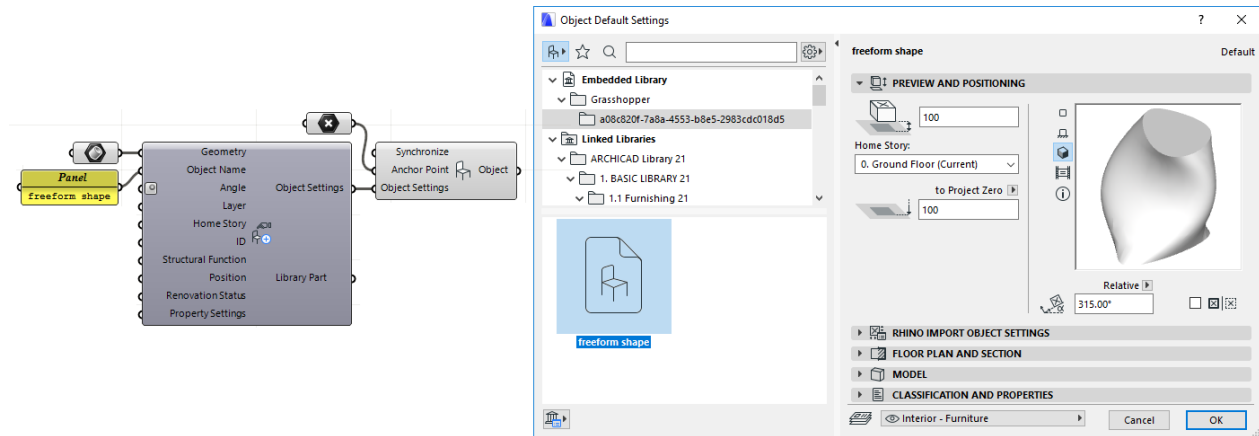 Panel
freeform shape
Geometry
Object Name
Angle
Layer
Home Story
ID
Structural Function
Position
Renovation Status
Property Settings
Object Settings
Library Part
Synchronize
Anchor Point
Object Settings
Object
Object Default Settings
? ×
Embedded Library
Grasshopper
a08c820f-7a8a-4553-b8e5-2983cdc018d5
Linked Libraries
ARCHICAD Library 21
1. BASIC LIBRARY 21
1.1 Furnishing 21
freeform shape
freeform shape Default
PREVIEW AND POSITIONING
100
Home Story:
0. Ground Floor (Current)
to Project Zero
100
Relative
315.00°
RHINO IMPORT OBJECT SETTINGS
FLOOR PLAN AND SECTION
MODEL
CLASSIFICATION AND PROPERTIES
Interior - Furniture
Cancel OK